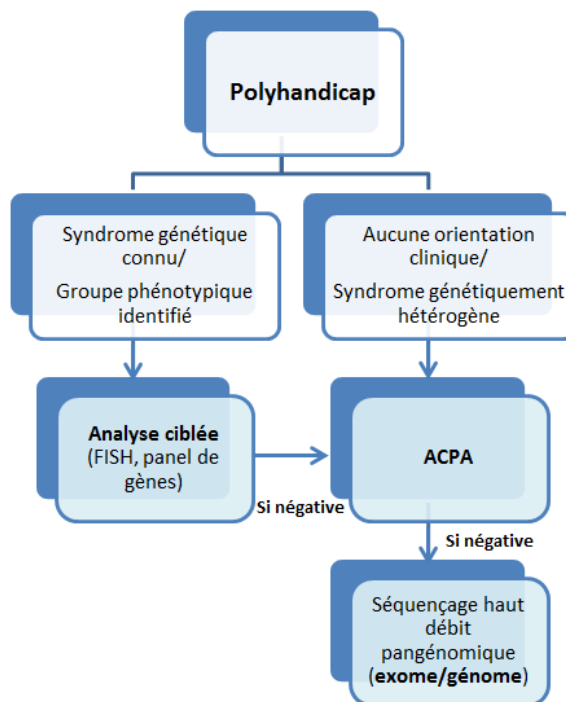 Polyhandicap
Syndrome génétique
connu/
Groupe phénotypique
identifié
Aucune orientation
clinique/
Syndrome génétiquement
hétérogène
Analyse ciblée
(FISH, panel de
gènes)
Si négative
ACPA
Si négative
Séquençage haut
débit
pangénomique
(exome/génome)